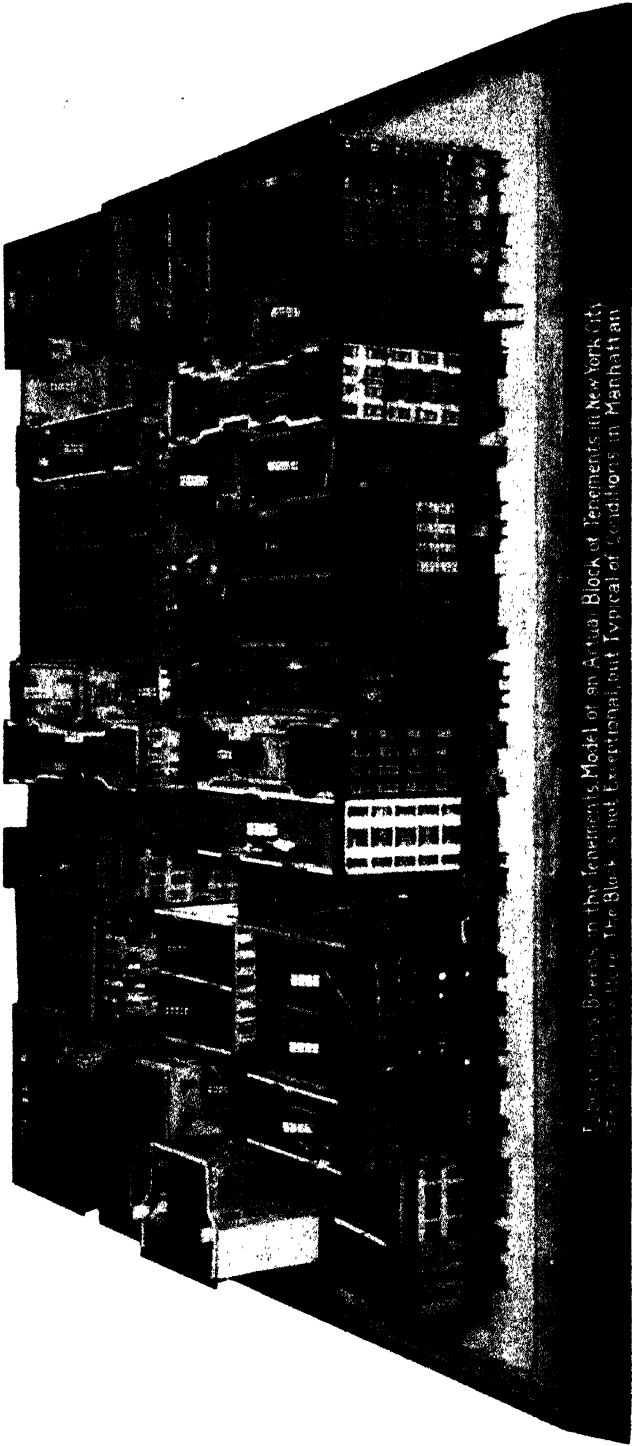 Breeds in the Tenements Model of an Actual Block of Tenements in New York City
The Block is not Exceptional, but Typical of Conditions in Manhattan